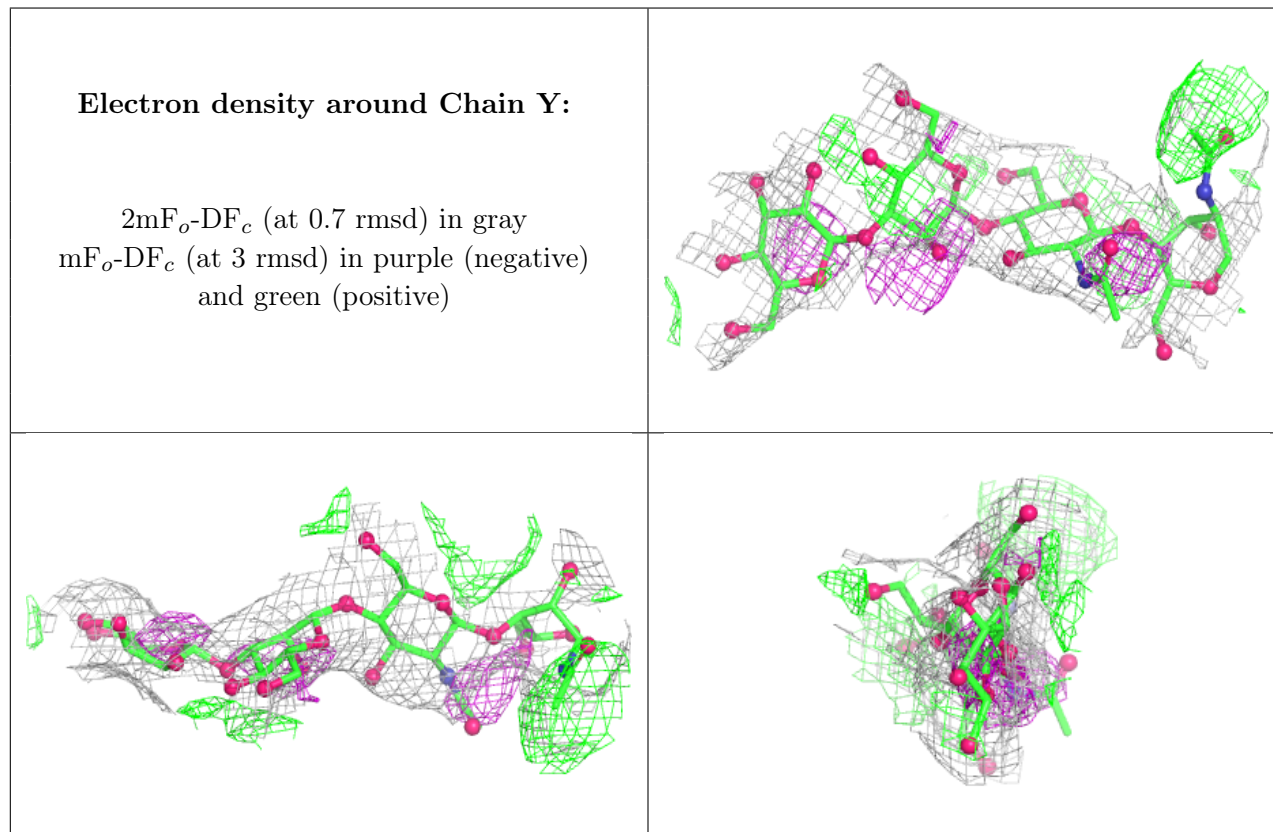 Electron density around Chain Y:
2mFo-DFc (at 0.7 rmsd) in gray
mFo-DFc (at 3 rmsd) in purple (negative)
and green (positive)